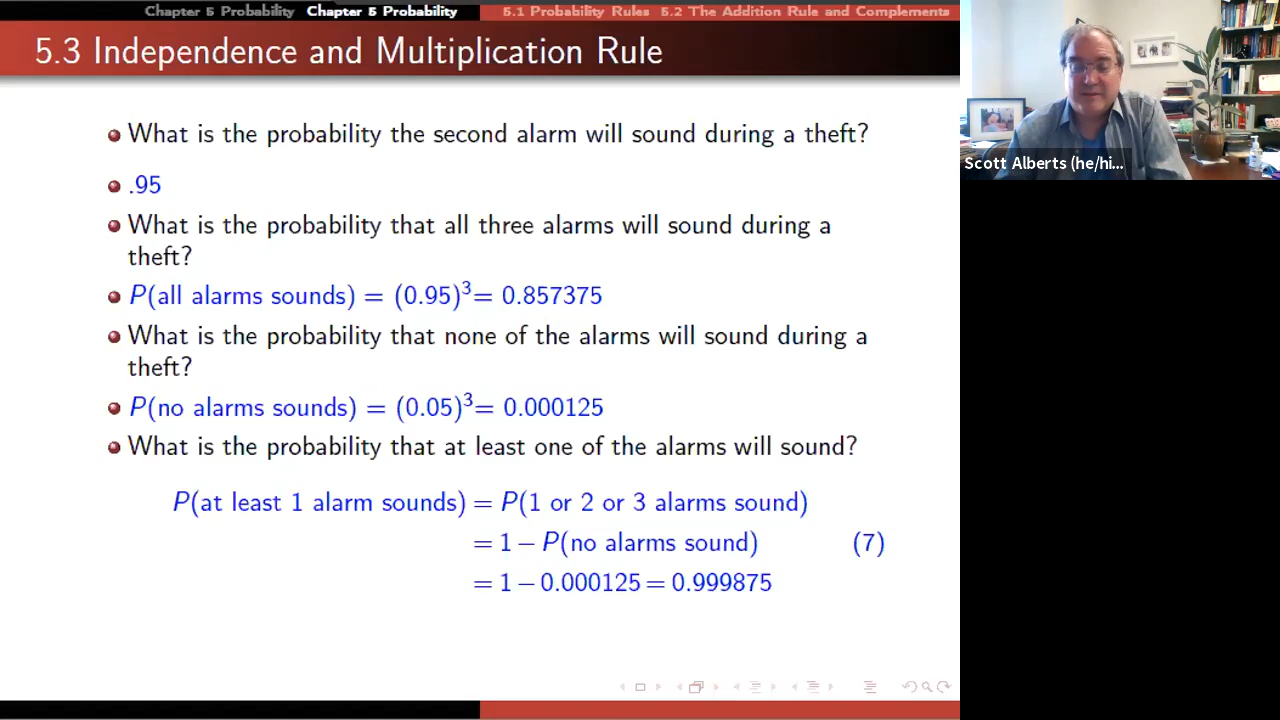 Chapter 5 Probability Chapter 5 Probability 5.1 Probability Rules 5.2 The Addition Rule and Complements
5.3 Independence and Multiplication Rule
What is the probability the second alarm will sound during a theft?
.95
What is the probability that all three alarms will sound during a
theft?
P(all alarms sounds) = (0.95)³= 0.857375
What is the probability that none of the alarms will sound during a
theft?
P(no alarms sounds) = (0.05)³= 0.000125
What is the probability that at least one of the alarms will sound?
P(at least 1 alarm sounds) = P(1 or 2 or 3 alarms sound)
= 1 − P(no alarms sound) (7)
= 1 − 0.000125 = 0.999875
Scott Alberts (he/hi...